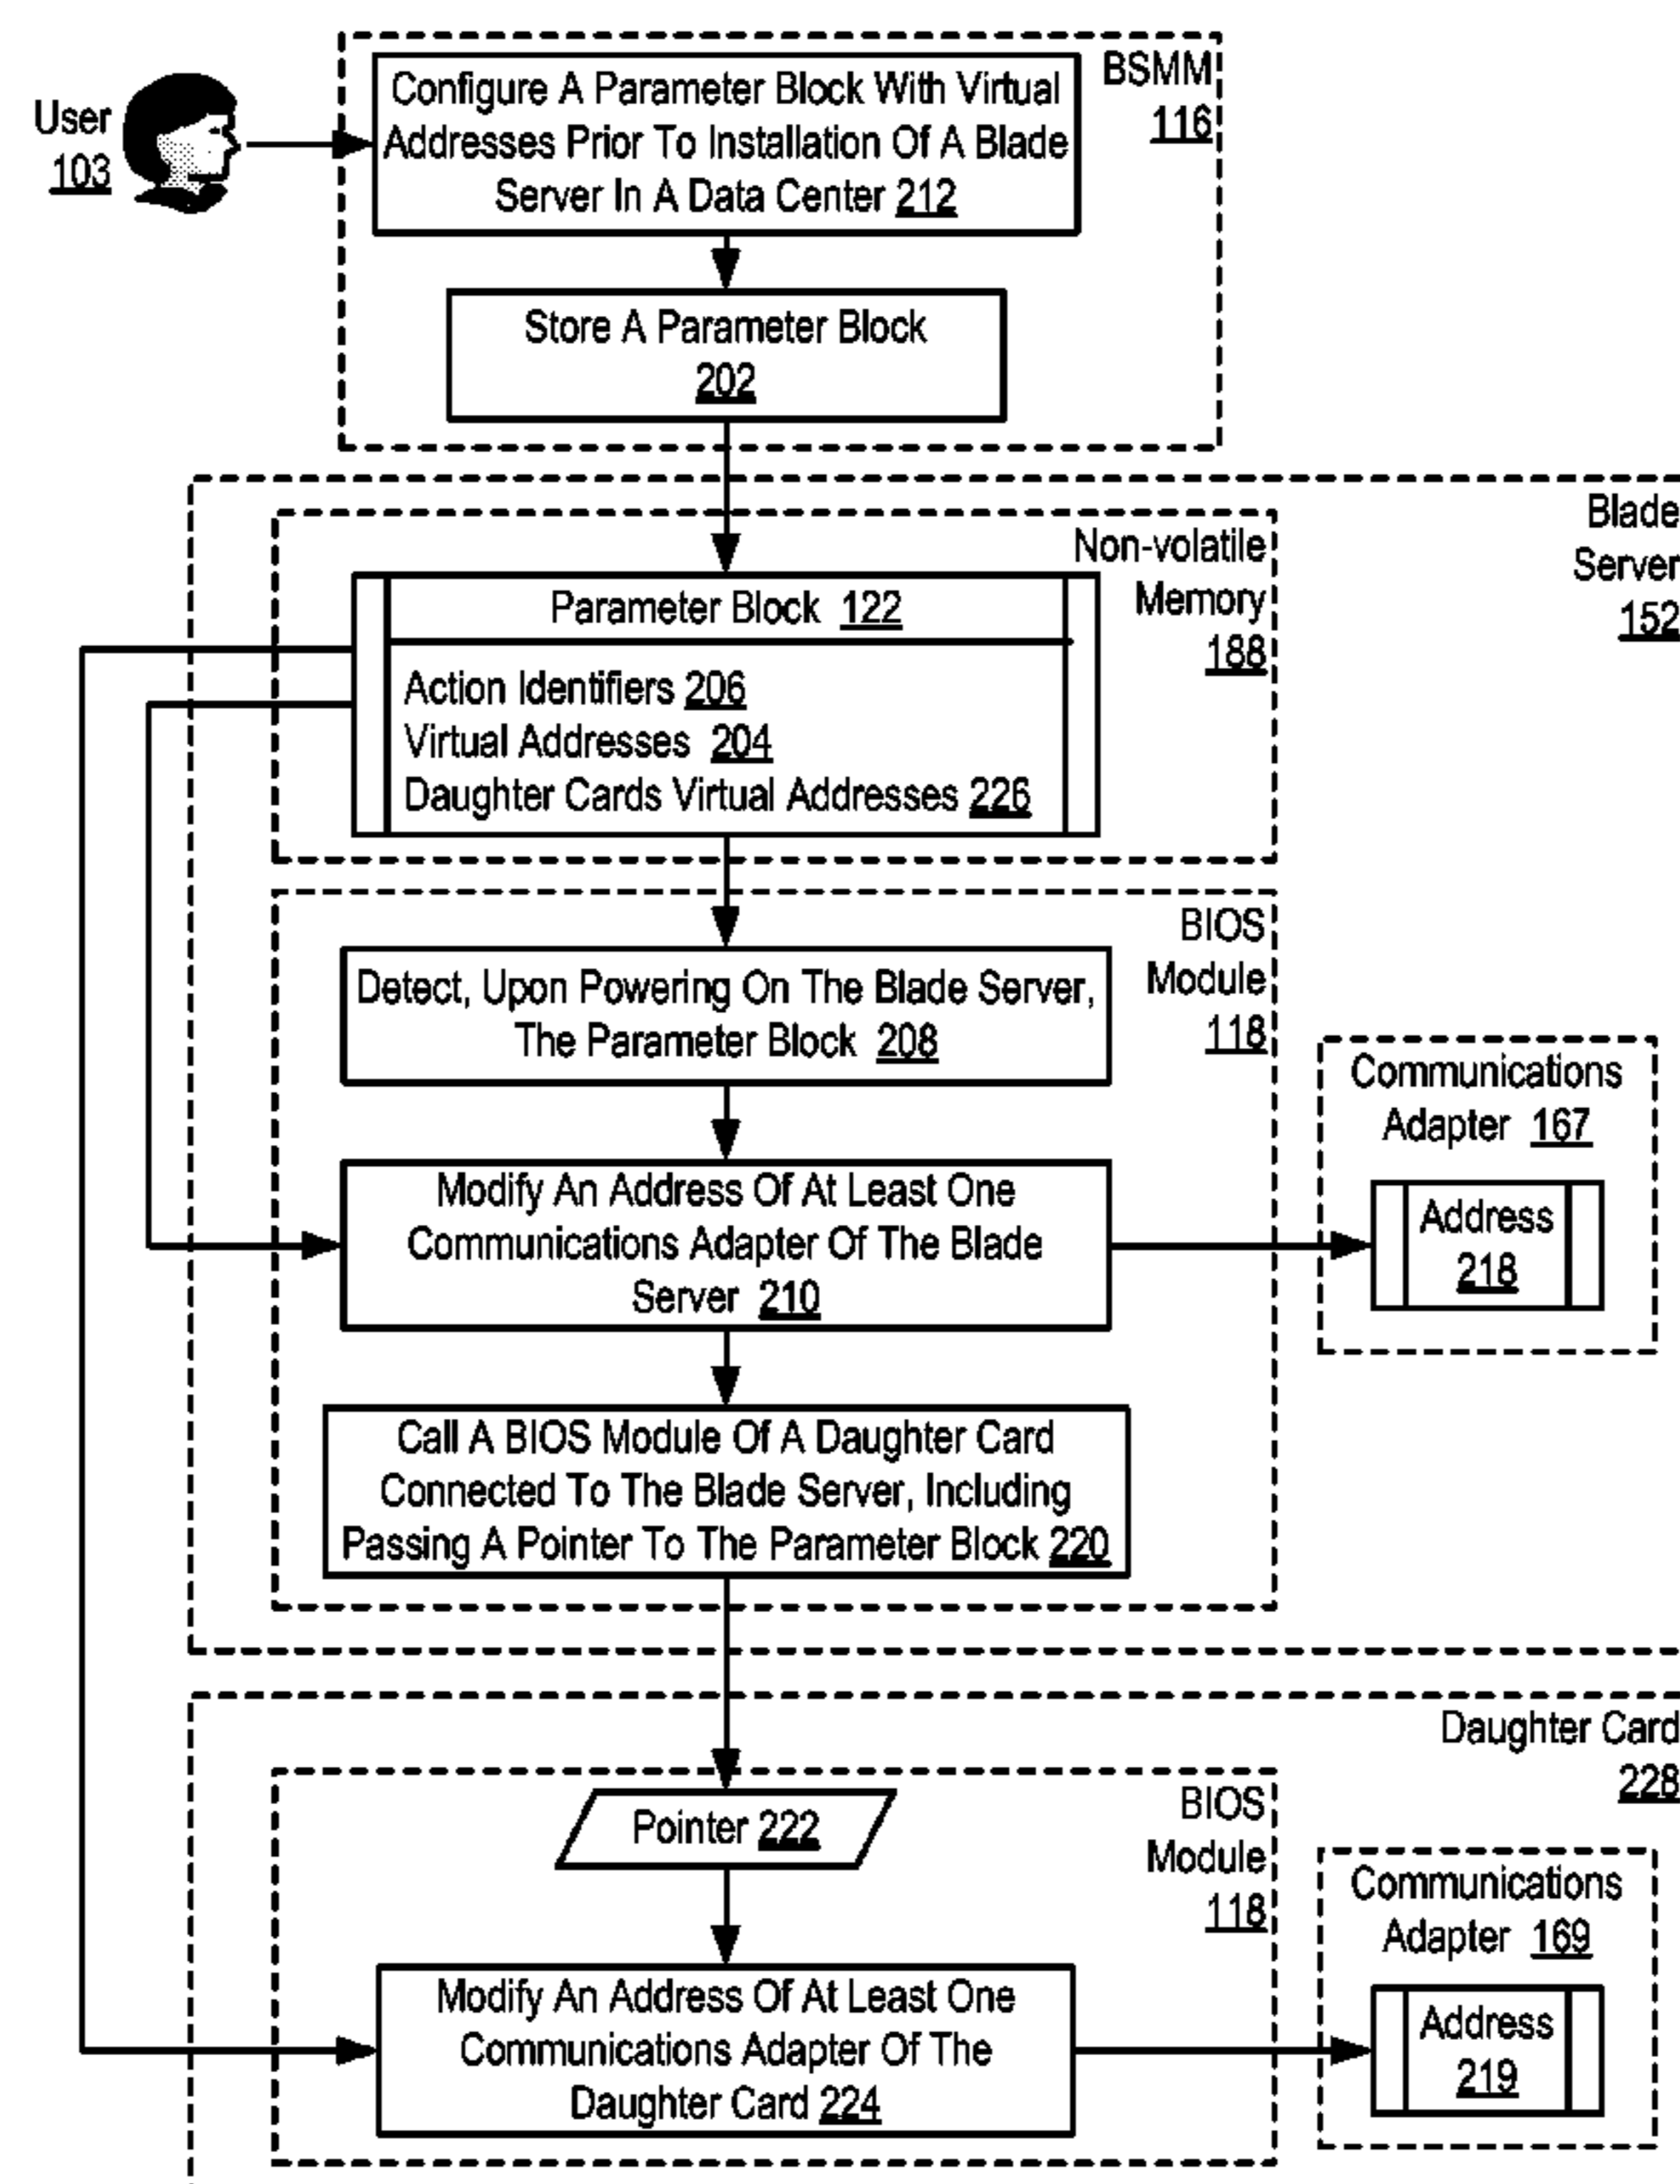 User
103
Configure A Parameter Block With Virtual
Addresses Prior To Installation Of A Blade
Server In A Data Center 212
BSMM
116
Store A Parameter Block
202
Blade
Server
152
Non-volatile
Memory
188
Parameter Block 122
Action Identifiers 206
Virtual Addresses 204
Daughter Cards Virtual Addresses 226
BIOS
Module
118
Detect, Upon Powering On The Blade Server,
The Parameter Block 208
Modify An Address Of At Least One
Communications Adapter Of The Blade
Server 210
Communications
Adapter 167
Address
218
Call A BIOS Module Of A Daughter Card
Connected To The Blade Server, Including
Passing A Pointer To The Parameter Block 220
Daughter Card
228
BIOS
Module
118
Pointer 222
Modify An Address Of At Least One
Communications Adapter Of The
Daughter Card 224
Communications
Adapter 169
Address
219